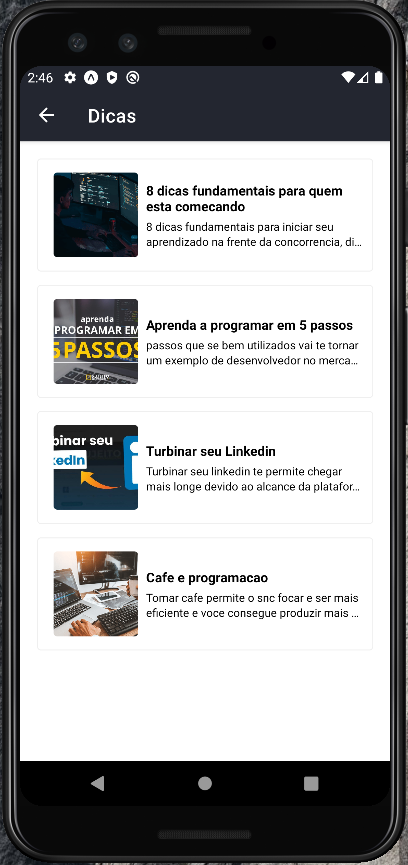 2:46
Dicas
8 dicas fundamentais para quem
esta comecando
8 dicas fundamentais para iniciar seu
aprendizado na frente da concorrencia, di...
aprenda
PROGRAMAR EM
5 PASSOS
Aprenda a programar em 5 passos
passos que se bem utilizados vai te tornar
um exemplo de desenvolvedor no merca...
binar seu
kedIn
Turbinar seu Linkedin
Turbinar seu linkedin te permite chegar
mais longe devido ao alcance da platafor...
Cafe e programacao
Tomar cafe permite o snc focar e ser mais
eficiente e voce consegue produzir mais ...